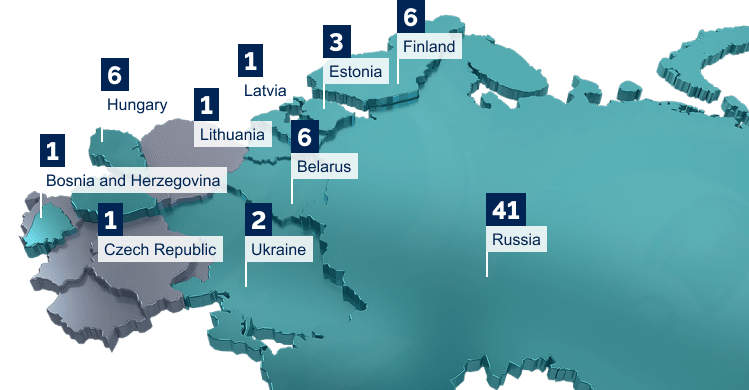 6
Finland
3
Estonia
1
Latvia
6
Hungary
1
Lithuania
6
Belarus
1
Bosnia and Herzegovina
41
Russia
1
Czech Republic
2
Ukraine